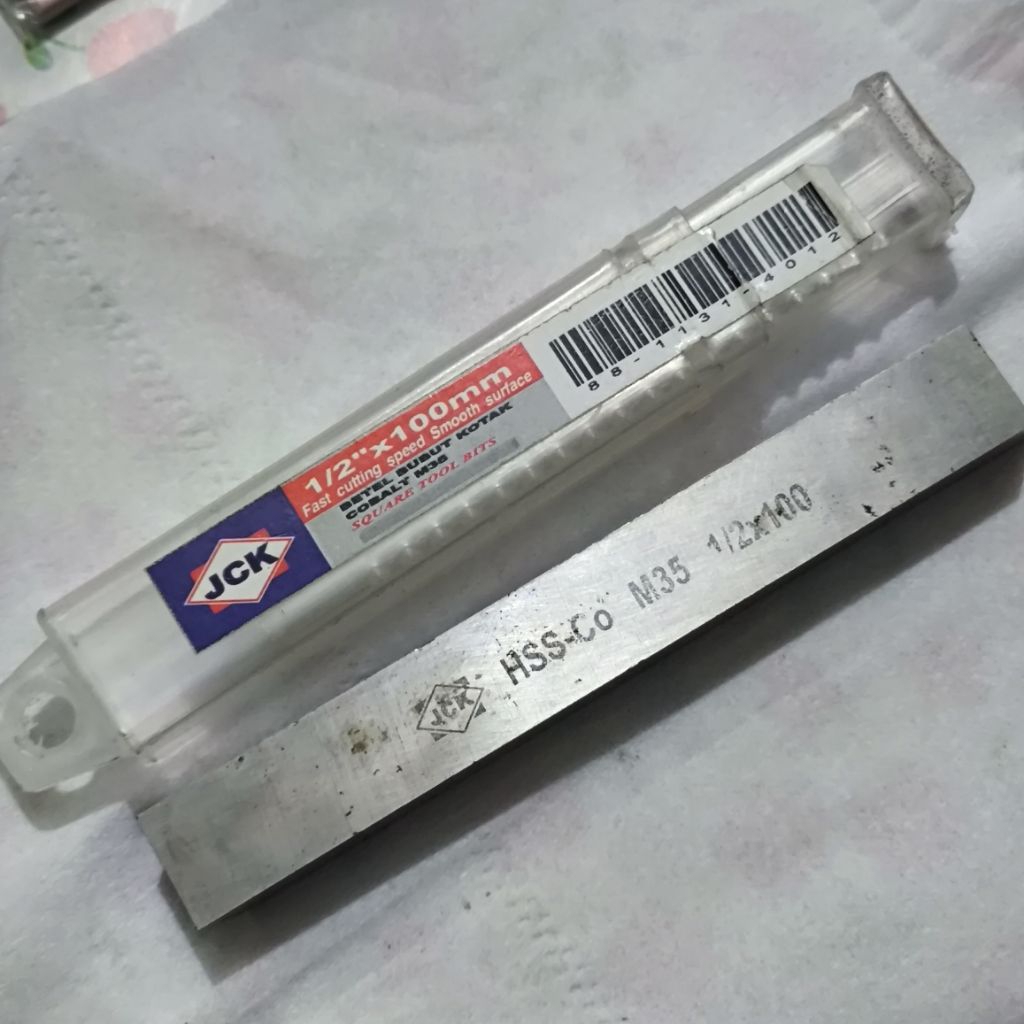 JCK
1/2"x100mm
Fast cutting speed Smooth surface
BETEL BUBUT KOTAK
COBALT M35
SQUARE TOOL BITS
88-1131-4012
JCK HSS-Co M35 1/2x100